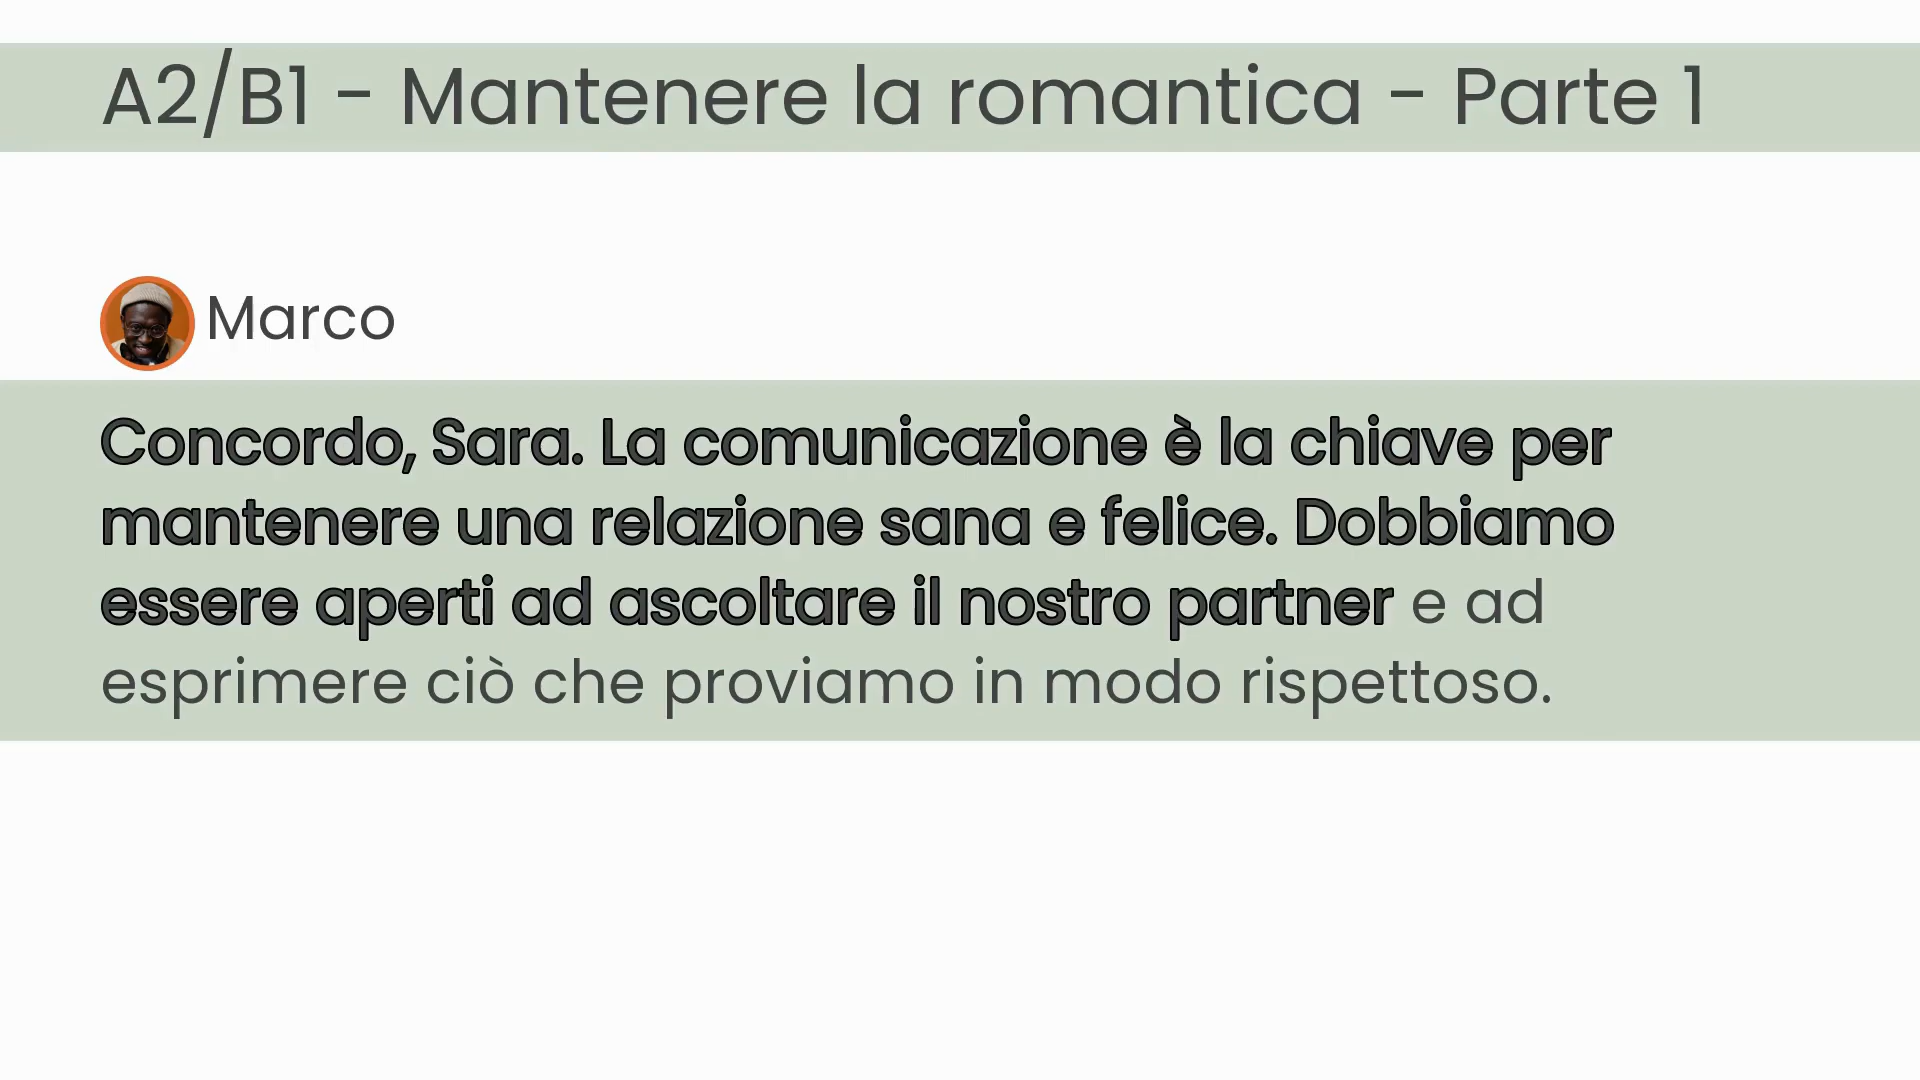 A2/B1 - Mantenere la romantica - Parte 1
Marco
Concordo, Sara. La comunicazione è la chiave per
mantenere una relazione sana e felice. Dobbiamo
essere aperti ad ascoltare il nostro partner e ad
esprimere ciò che proviamo in modo rispettoso.